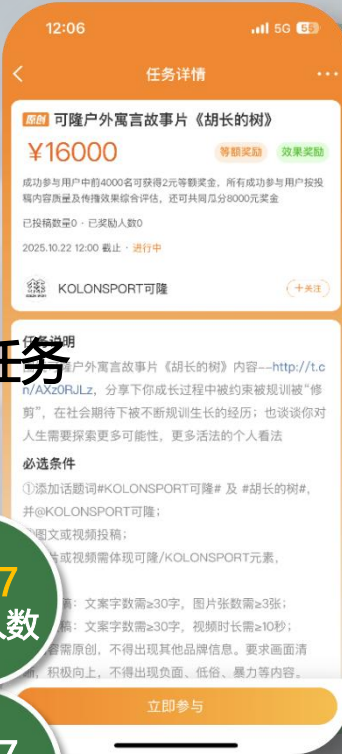 12:06
5G 55
任务详情
原创 可隆户外寓言故事片《胡长的树》
¥16000
等额奖励 效果奖励
成功参与用户中前4000名可获得2元等额奖金，所有成功参与用户按投
稿内容质量及传播效果综合评估，还可共同瓜分8000元奖金
已投稿数量0 · 已奖励人数0
2025.10.22 12:00 截止 · 进行中
KOLONSPORT可隆
+关注
任务说明
任务
隆户外寓言故事片《胡长的树》内容——http://t.c
n/AXz0RJLz，分享下你成长过程中被约束被规训被“修
剪”，在社会期待下被不断规训生长的经历；也谈谈你对
人生需要探索更多可能性，更多活法的个人看法
必选条件
①添加话题词#KOLONSPORT可隆# 及 #胡长的树#，
并@KOLONSPORT可隆；
图文或视频投稿；
片或视频需体现可隆/KOLONSPORT元素，
7
人数
稿：文案字数需≥30字，图片张数需≥3张；
稿：文案字数需≥30字，视频时长需≥10秒；
容需原创，不得出现其他品牌信息。要求画面清
晰，积极向上，不得出现负面、低俗、暴力等内容。
立即参与
7